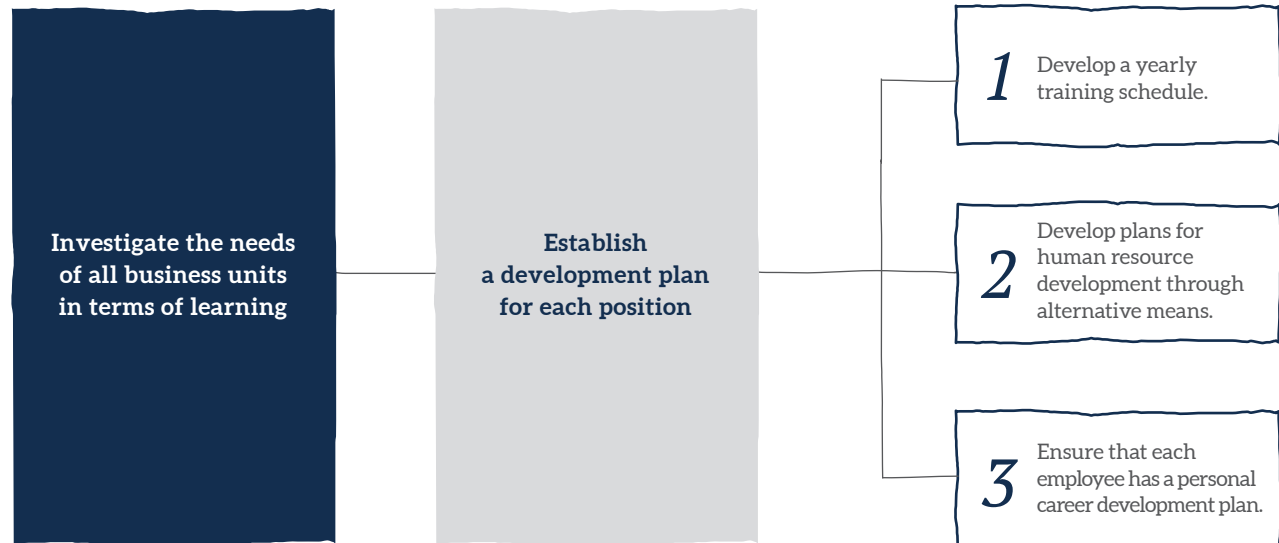 Investigate the needs
of all business units
in terms of learning
Establish
a development plan
for each position
1
Develop a yearly
training schedule.
2
Develop plans for
human resource
development through
alternative means.
3
Ensure that each
employee has a personal
career development plan.